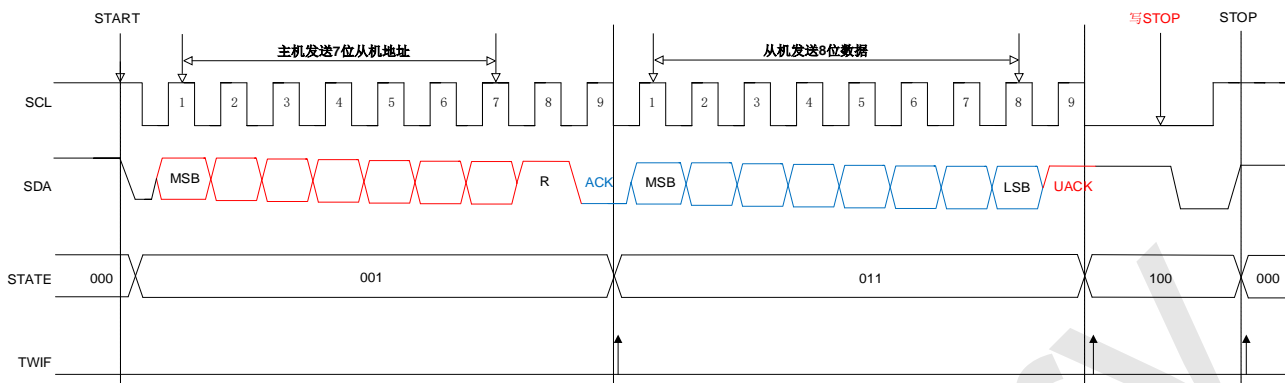 START 写STOP STOP
主机发送7位从机地址 从机发送8位数据
SCL 1 2 3 4 5 6 7 8 9 1 2 3 4 5 6 7 8 9
SDA MSB R ACK MSB LSB UACK
STATE 000 001 011 100 000
TWIF